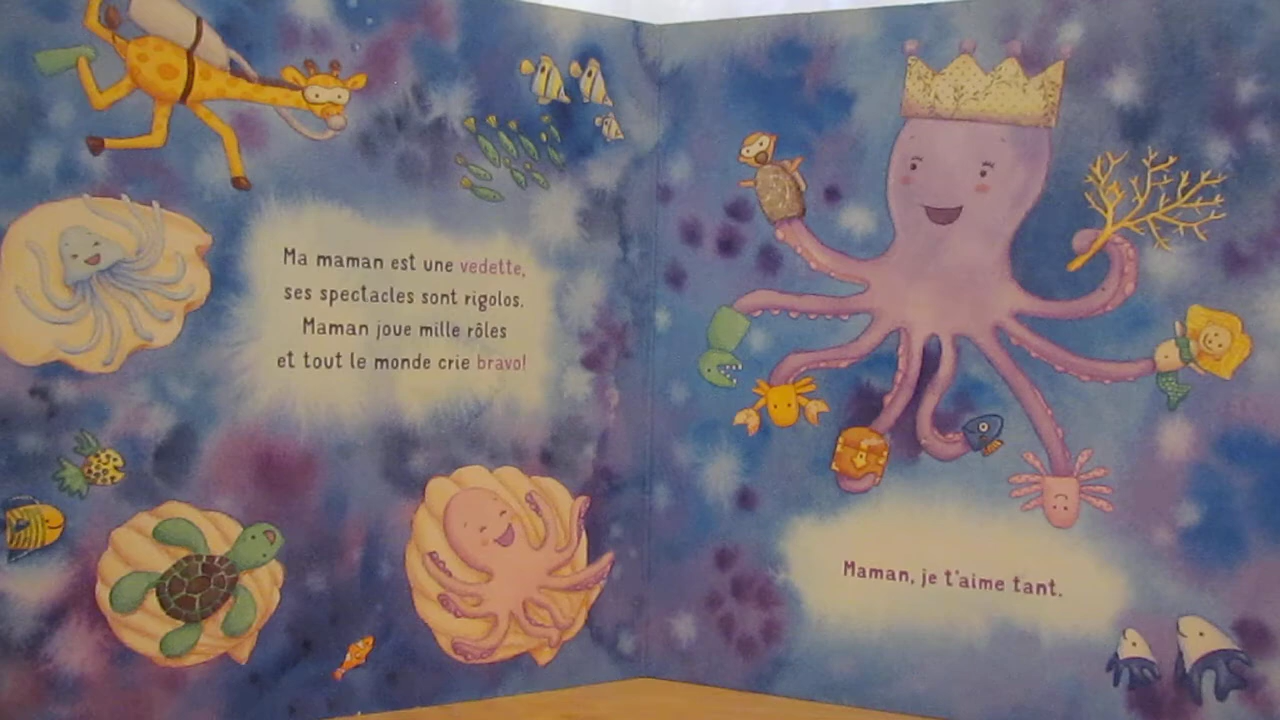 Ma maman est une vedette,
ses spectacles sont rigolos.
Maman joue mille rôles
et tout le monde crie bravo!
Maman, je t'aime tant.